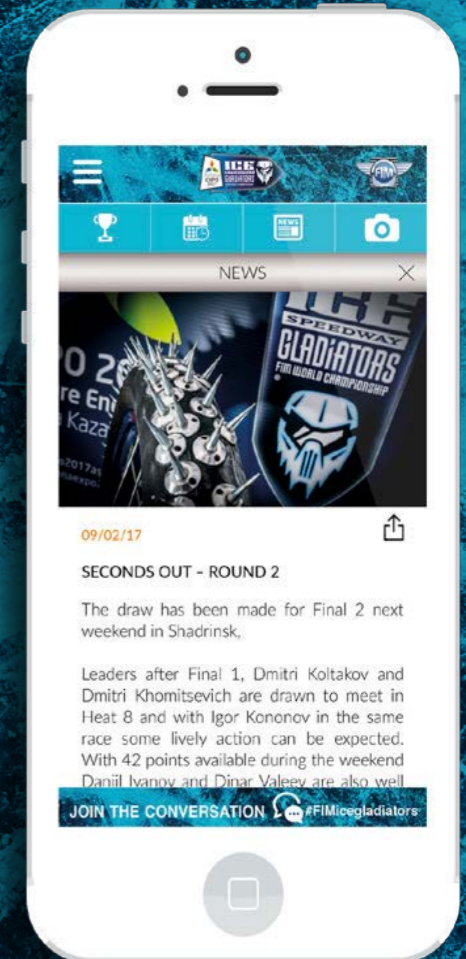 ICE
GLADIATORS
FIM
NEWS
NEWS
ICE
SPEEDWAY
GLADIATORS
FIM WORLD CHAMPIONSHIP
09/02/17
SECONDS OUT – ROUND 2
The draw has been made for Final 2 next
weekend in Shadrinsk.
Leaders after Final 1, Dmitri Koltakov and
Dmitri Khomitsevich are drawn to meet in
Heat 8 and with Igor Kononov in the same
race some lively action can be expected.
With 42 points available during the weekend
Daniil Ivanov and Dinar Valeev are also well
JOIN THE CONVERSATION #FIMicegladiators